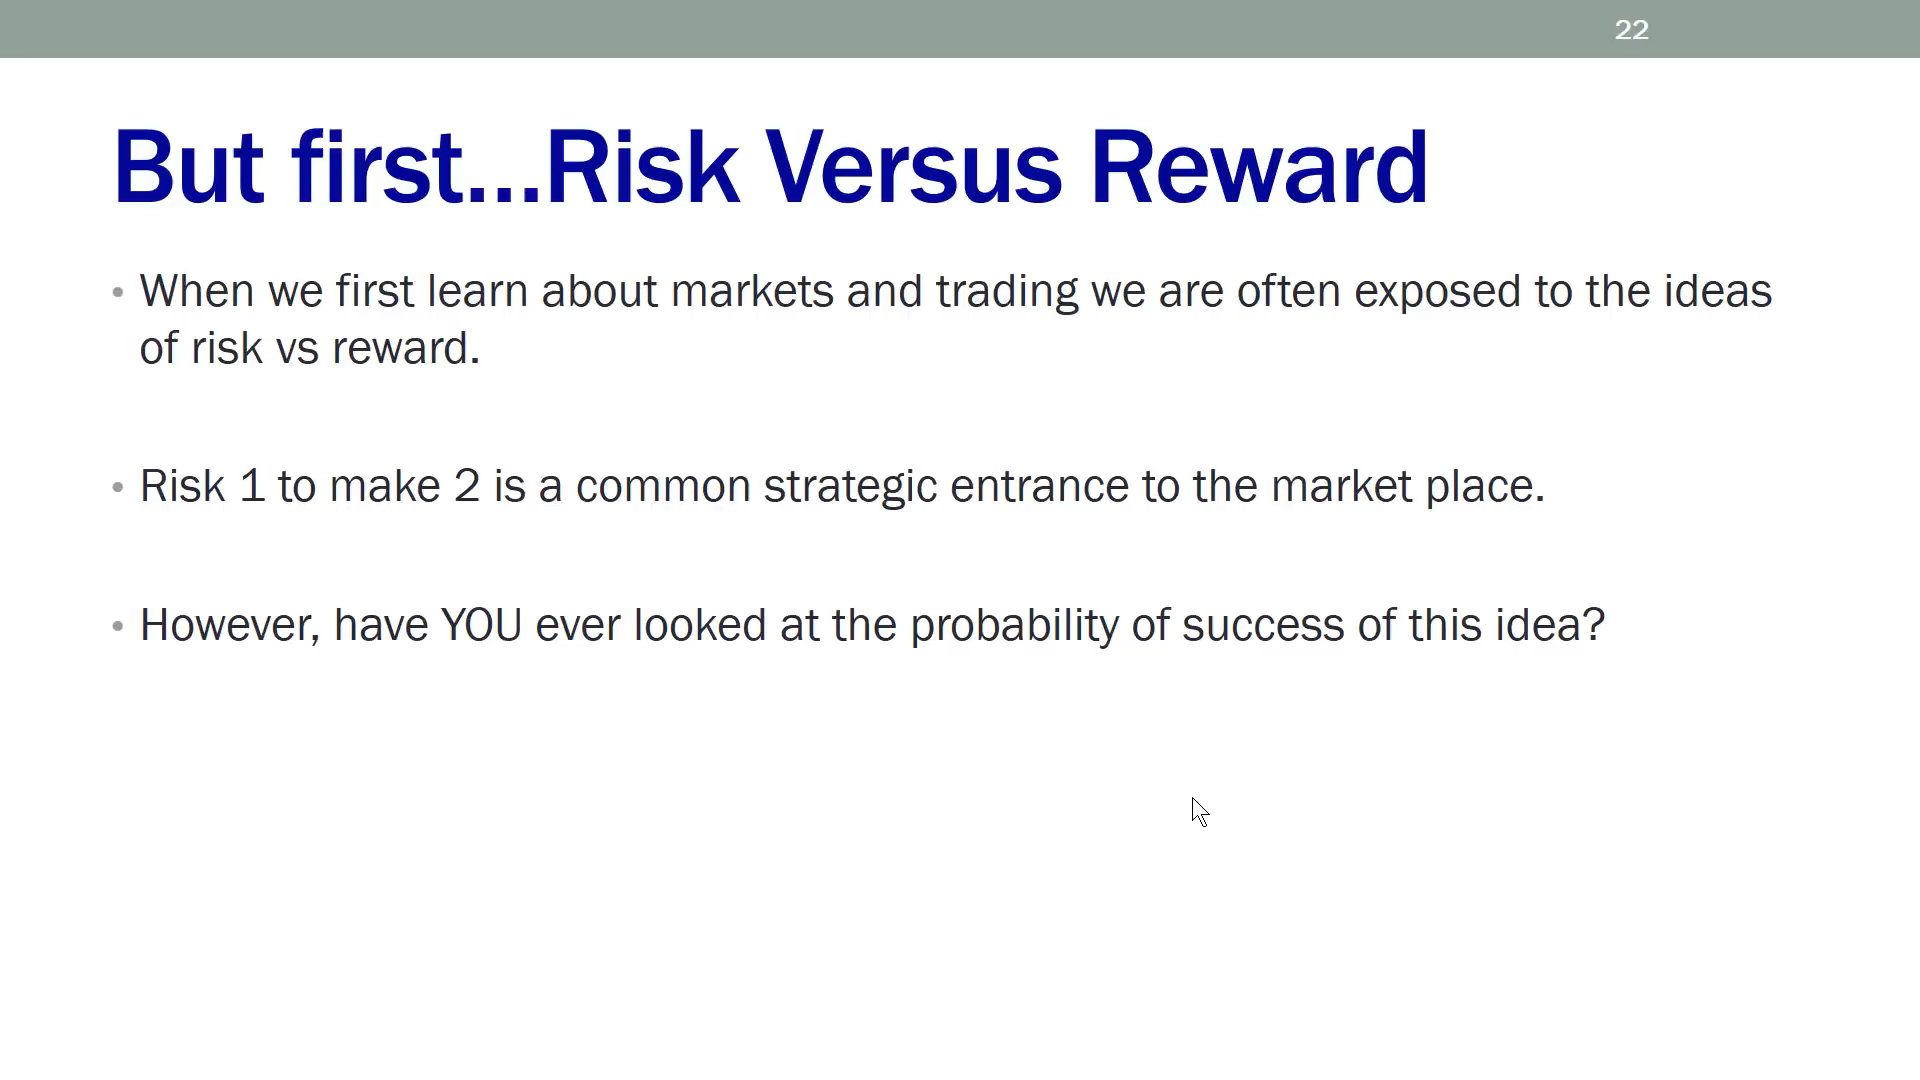 22
But first...Risk Versus Reward
• When we first learn about markets and trading we are often exposed to the ideas
of risk vs reward.
• Risk 1 to make 2 is a common strategic entrance to the market place.
• However, have YOU ever looked at the probability of success of this idea?